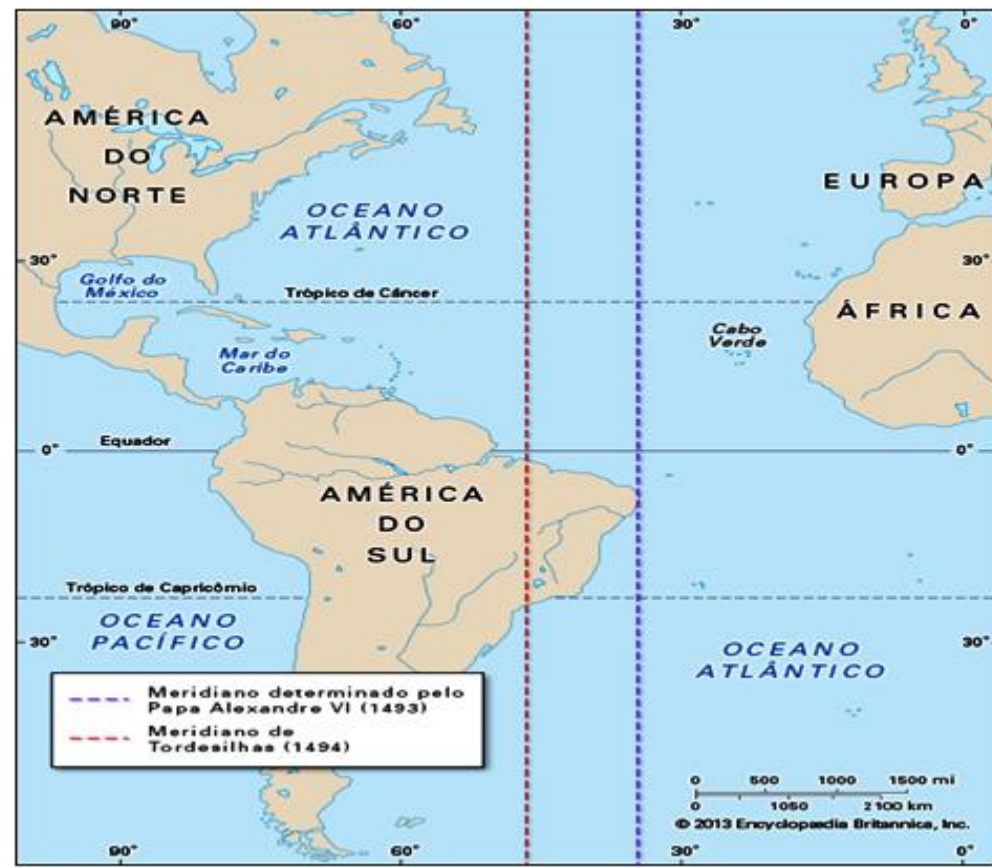 90°
60°
30°
0°
AMÉRICA
DO
NORTE
OCEANO
ATLÂNTICO
EUROPA
30°
30°
Golfo do
México
Trópico de Câncer
ÁFRICA
Cabo
Verde
Mar do
Caribe
Equador
0°
0°
AMÉRICA
DO
SUL
Trópico de Capricórnio
OCEANO
PACÍFICO
30°
30°
OCEANO
ATLÂNTICO
Meridiano determinado pelo
Papa Alexandre VI (1493)
Meridiano de
Tordesilhas (1494)
0 500 1000 1500 mi
0 1050 2100 km
© 2013 Encyclopædia Britannica, Inc.
90°
60°
30°
0°